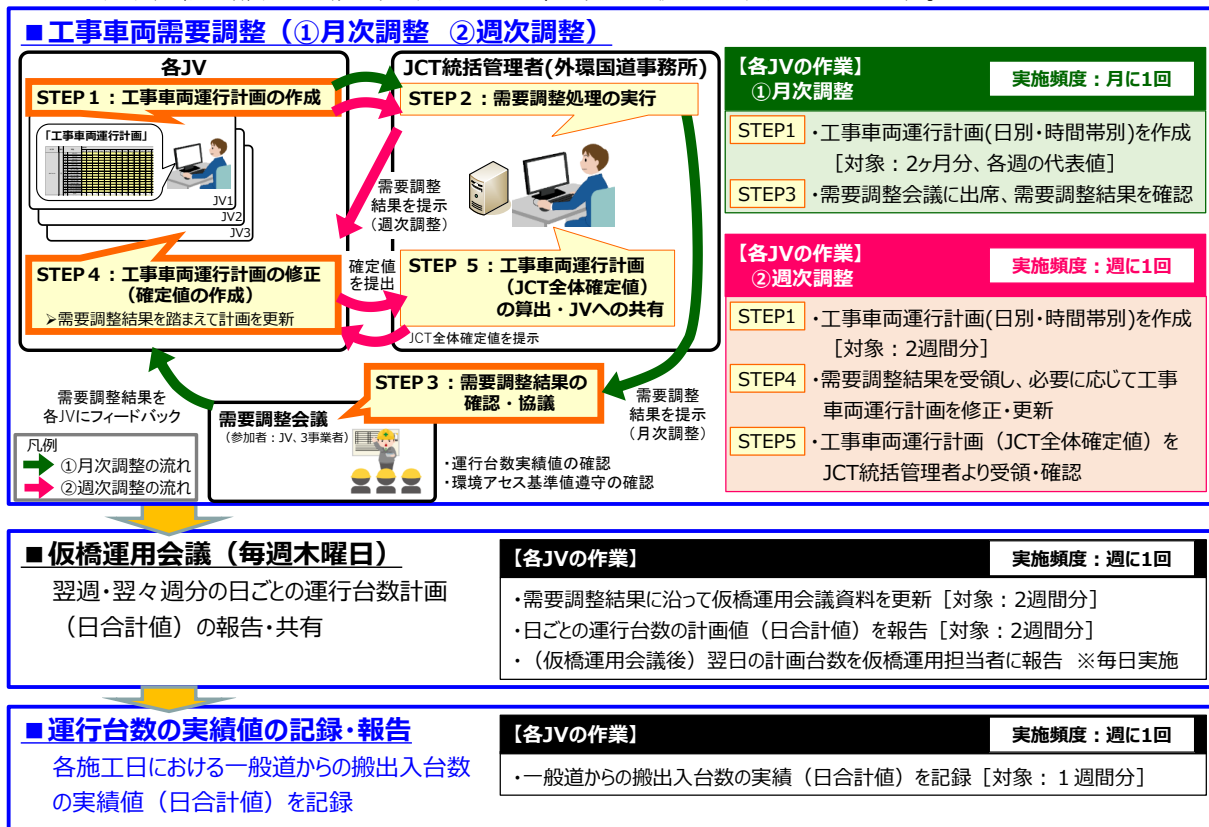 ■工事車両需要調整（①月次調整 ②週次調整）
各JV
STEP１：工事車両運行計画の作成
「工事車両運行計画」
JV1
JV2
JV3
STEP４：工事車両運行計画の修正
（確定値の作成）
➢需要調整結果を踏まえて計画を更新
JCT統括管理者(外環国道事務所)
STEP２：需要調整処理の実行
需要調整
結果を提示
（週次調整）
確定値
を提出
STEP ５：工事車両運行計画
（JCT全体確定値）
の算出・JVへの共有
JCT全体確定値を提示
STEP３：需要調整結果の
確認・協議
需要調整
結果を提示
（月次調整）
需要調整結果を
各JVにフィードバック
需要調整会議
（参加者：JV、3事業者）
・運行台数実績値の確認
・環境アセス基準値遵守の確認
凡例
①月次調整の流れ
②週次調整の流れ
【各JVの作業】
①月次調整
実施頻度：月に1回
STEP1 ・工事車両運行計画(日別・時間帯別)を作成
［対象：2ヶ月分、各週の代表値］
STEP3 ・需要調整会議に出席、需要調整結果を確認
【各JVの作業】
②週次調整
実施頻度：週に1回
STEP1 ・工事車両運行計画(日別・時間帯別)を作成
［対象：2週間分］
STEP4 ・需要調整結果を受領し、必要に応じて工事
車両運行計画を修正・更新
STEP5 ・工事車両運行計画（JCT全体確定値）を
JCT統括管理者より受領・確認
■仮橋運用会議（毎週木曜日）
翌週・翌々週分の日ごとの運行台数計画
（日合計値）の報告・共有
【各JVの作業】
実施頻度：週に1回
・需要調整結果に沿って仮橋運用会議資料を更新［対象：2週間分］
・日ごとの運行台数の計画値（日合計値）を報告［対象：2週間分］
・（仮橋運用会議後）翌日の計画台数を仮橋運用担当者に報告 ※毎日実施
■運行台数の実績値の記録・報告
各施工日における一般道からの搬出入台数
の実績値（日合計値）を記録
【各JVの作業】
実施頻度：週に1回
・一般道からの搬出入台数の実績（日合計値）を記録［対象：１週間分］